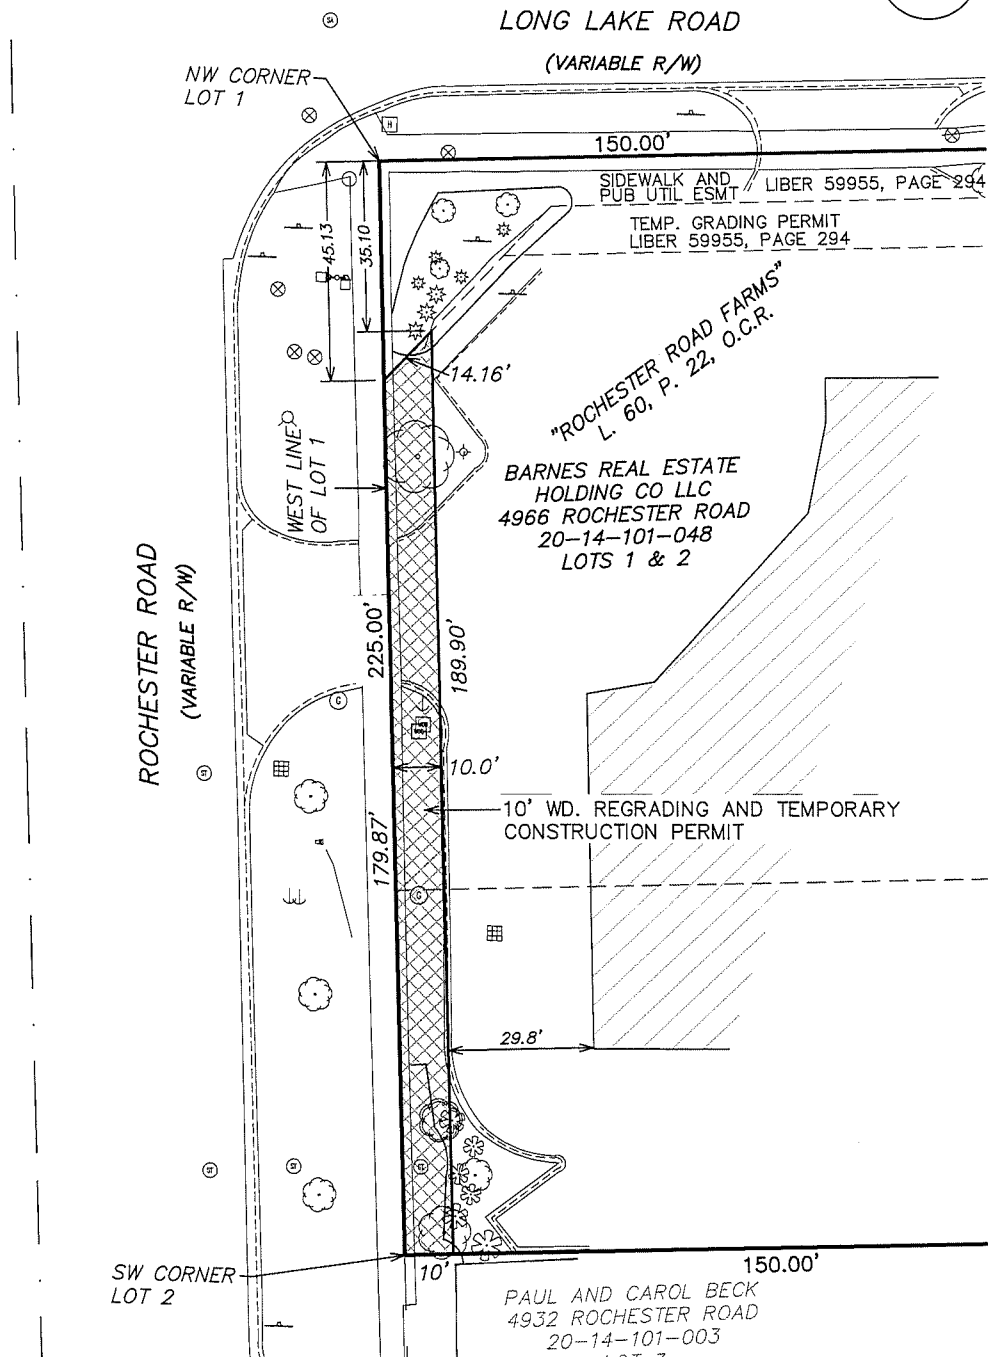 LONG LAKE ROAD
(VARIABLE R/W)
NW CORNER
LOT 1
H
150.00'
SIDEWALK AND
PUB UTIL ESMT
LIBER 59955, PAGE 294
TEMP. GRADING PERMIT
LIBER 59955, PAGE 294
45.13
35.10
14.16'
"ROCHESTER ROAD FARMS"
L. 60, P. 22, O.C.R.
WEST LINE
OF LOT 1
BARNES REAL ESTATE
HOLDING CO LLC
4966 ROCHESTER ROAD
20-14-101-048
LOTS 1 & 2
ROCHESTER ROAD
(VARIABLE R/W)
225.00'
189.90'
G
10.0'
10' WD. REGRADING AND TEMPORARY
CONSTRUCTION PERMIT
179.87'
G
29.8'
SW CORNER
LOT 2
10'
150.00'
PAUL AND CAROL BECK
4932 ROCHESTER ROAD
20-14-101-003